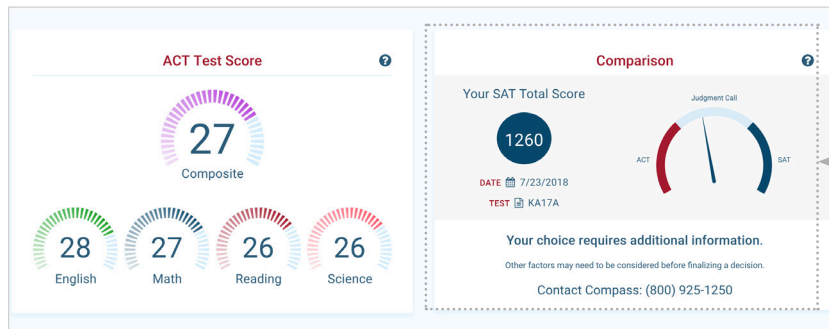 ACT Test Score
?
27
Composite
28
English
27
Math
26
Reading
26
Science
Comparison
?
Your SAT Total Score
1260
DATE 7/23/2018
TEST KA17A
Judgment Call
ACT
SAT
Your choice requires additional information.
Other factors may need to be considered before finalizing a decision.
Contact Compass: (800) 925-1250